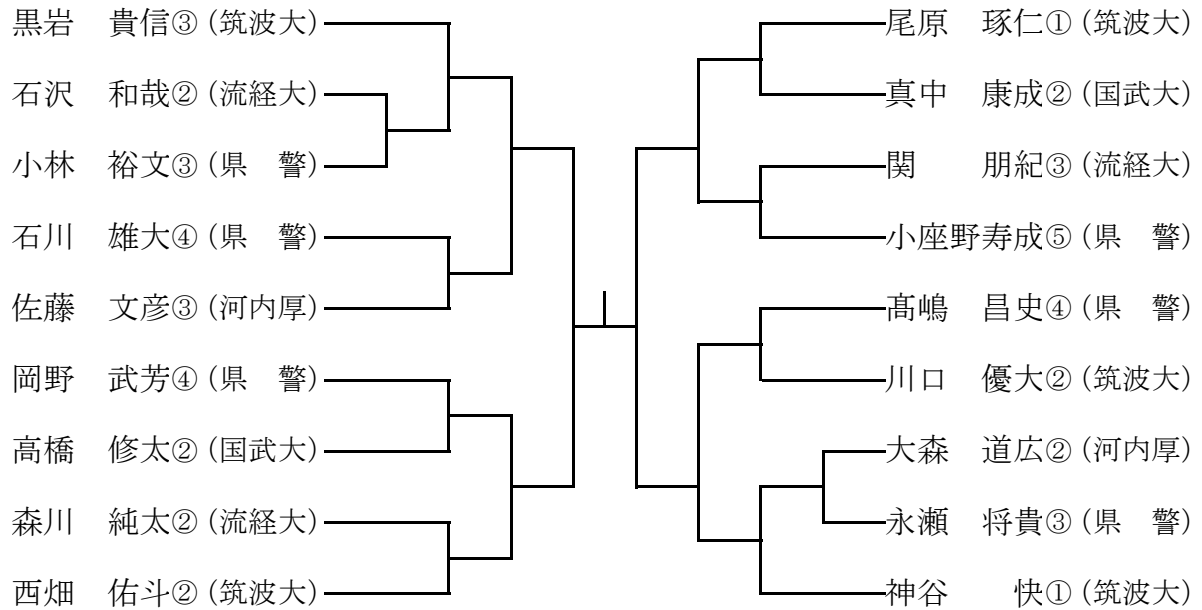 黒岩　貴信③(筑波大)
石沢　和哉②(流経大)
小林　裕文③(県　警)
石川　雄大④(県　警)
佐藤　文彦③(河内厚)
岡野　武芳④(県　警)
高橋　修太②(国武大)
森川　純太②(流経大)
西畑　佑斗②(筑波大)
尾原　琢仁①(筑波大)
真中　康成②(国武大)
関　　朋紀③(流経大)
小座野寿成⑤(県　警)
髙嶋　昌史④(県　警)
川口　優大②(筑波大)
大森　道広②(河内厚)
永瀬　将貴③(県　警)
神谷　　快①(筑波大)